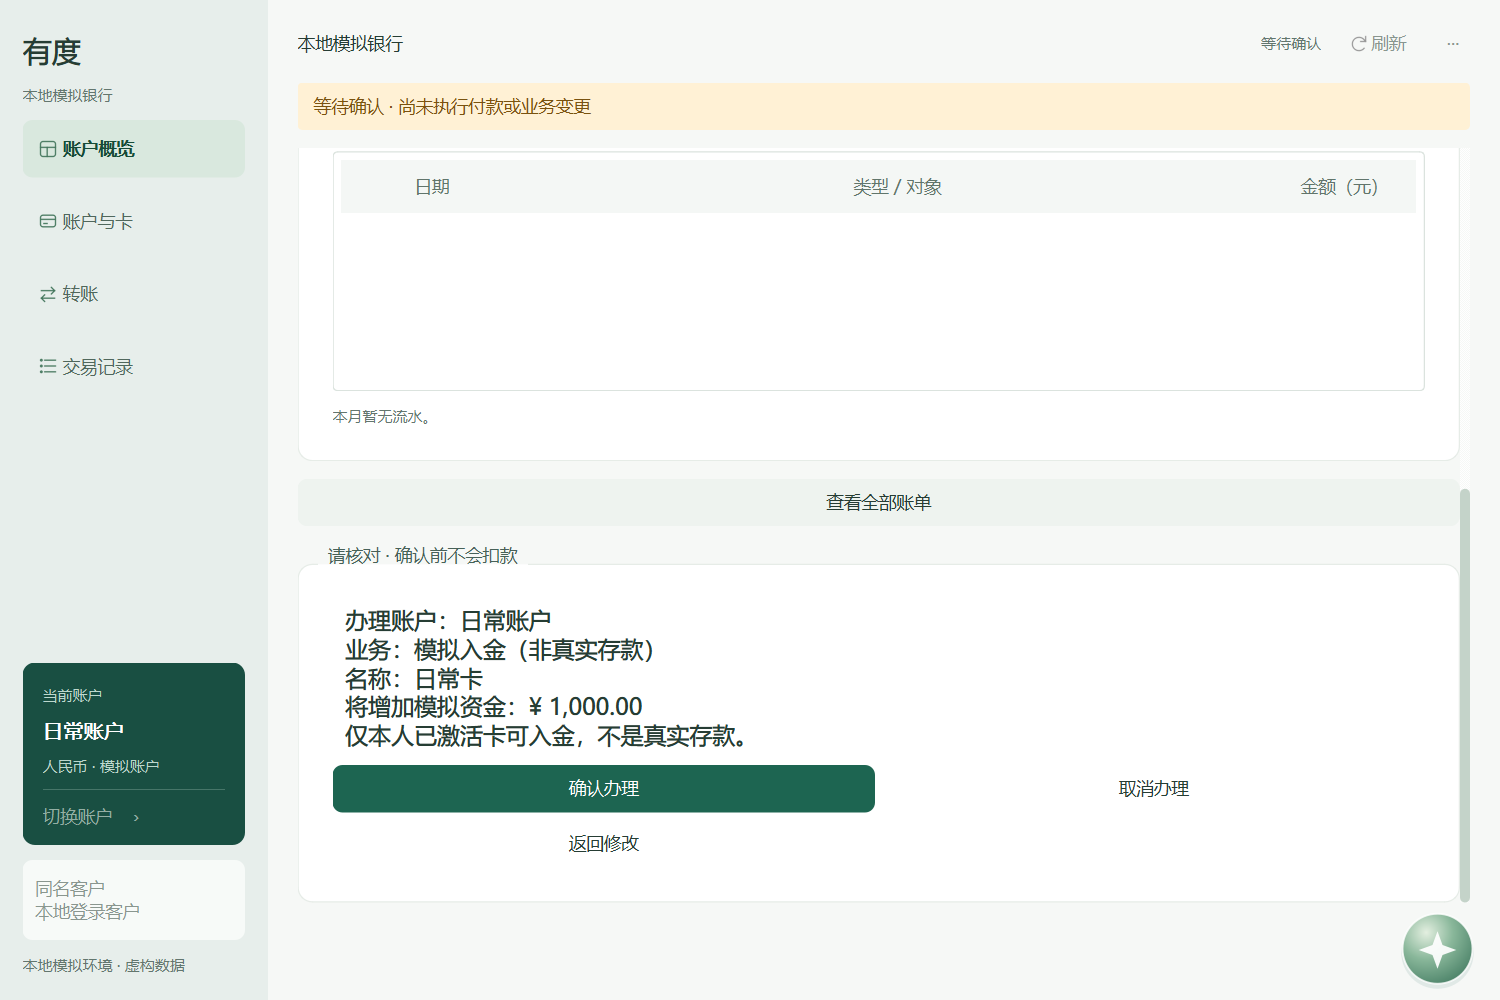 有度
本地模拟银行
账户概览
账户与卡
转账
交易记录
当前账户
日常账户
人民币 · 模拟账户
切换账户 ›
同名客户
本地登录客户
本地模拟环境 · 虚构数据
本地模拟银行
等待确认 刷新 ···
等待确认 · 尚未执行付款或业务变更
日期 类型 / 对象 金额（元）
本月暂无流水。
查看全部账单
请核对 · 确认前不会扣款
办理账户：日常账户
业务：模拟入金（非真实存款）
名称：日常卡
将增加模拟资金：¥ 1,000.00
仅本人已激活卡可入金，不是真实存款。
确认办理 取消办理
返回修改